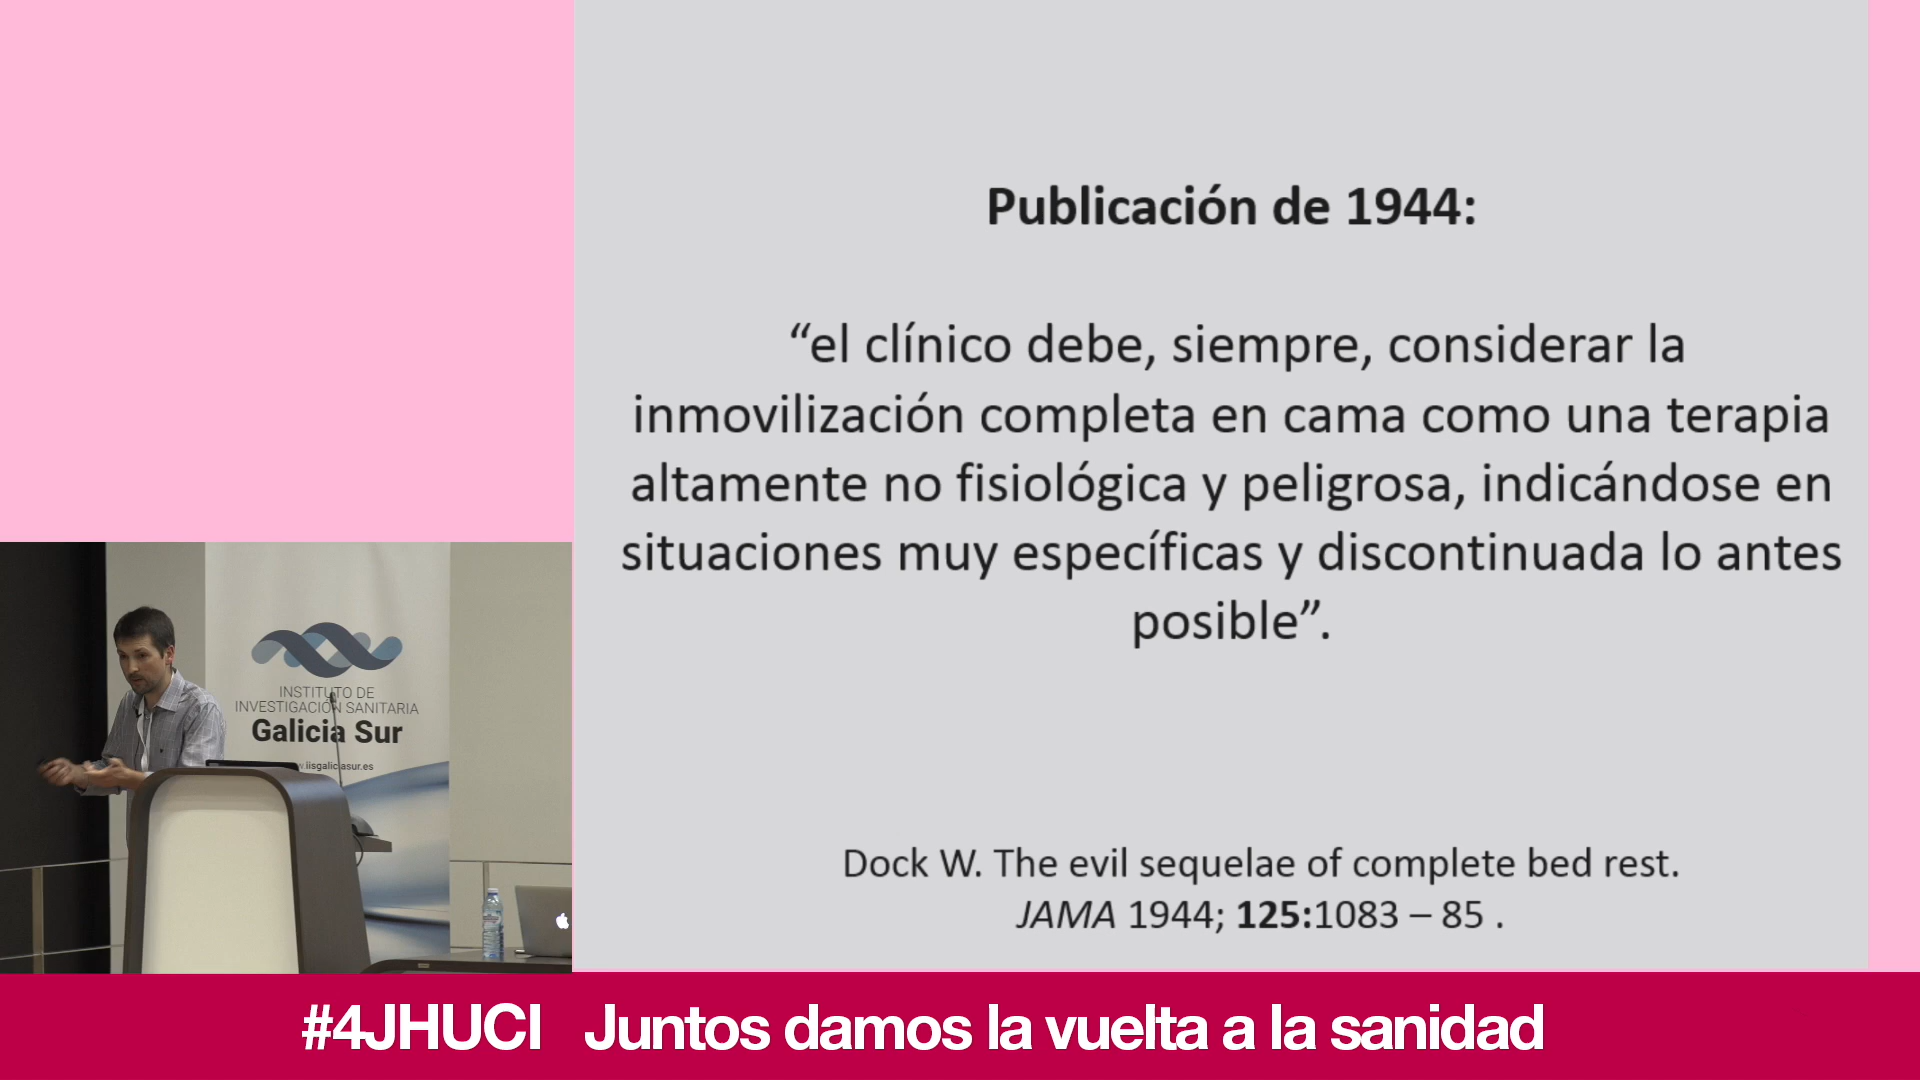 Publicación de 1944:
“el clínico debe, siempre, considerar la
inmovilización completa en cama como una terapia
altamente no fisiológica y peligrosa, indicándose en
situaciones muy específicas y discontinuada lo antes
posible”.
Dock W. The evil sequelae of complete bed rest.
JAMA 1944; 125:1083 – 85 .
INSTITUTO DE
INVESTIGACIÓN SANITARIA
Galicia Sur
w.iisgaliciasur.es
#4JHUCI Juntos damos la vuelta a la sanidad